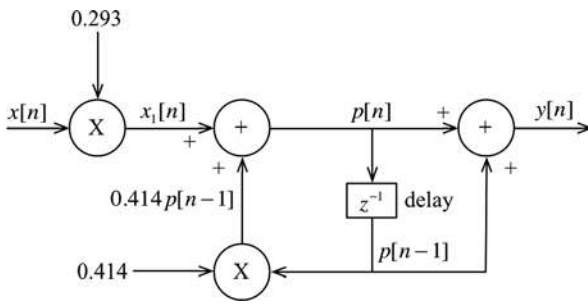 0.293
x[n]
X
x₁[n]
+
+
+
p[n]
+
+
+
y[n]
0.414 p[n−1]
z⁻¹
delay
0.414
X
p[n−1]